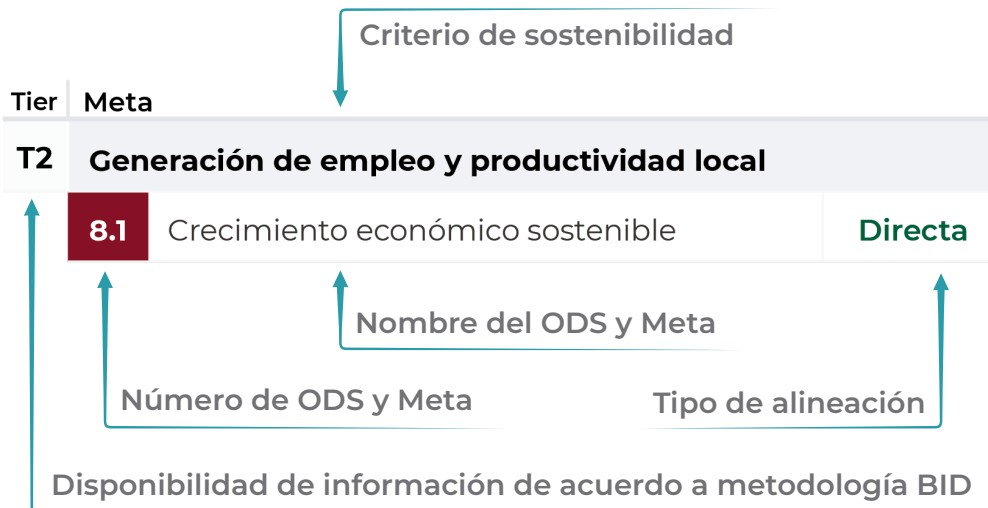 Criterio de sostenibilidad
Tier Meta
T2 Generación de empleo y productividad local
8.1 Crecimiento económico sostenible Directa
Nombre del ODS y Meta
Número de ODS y Meta
Tipo de alineación
Disponibilidad de información de acuerdo a metodología BID